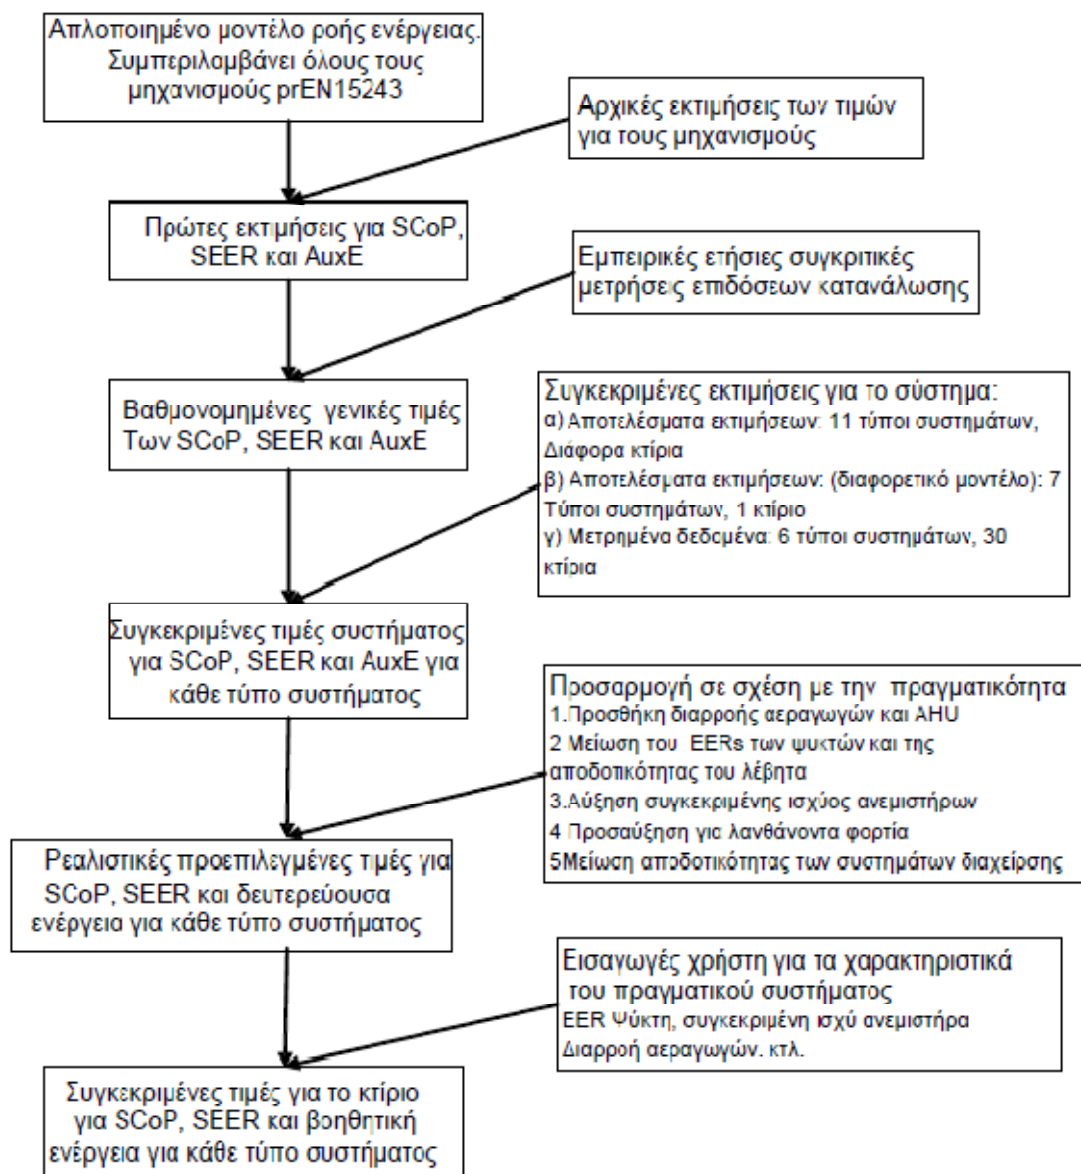 Απλοποιημένο μοντέλο ροής ενέργειας.
Συμπεριλαμβάνει όλους τους
μηχανισμούς prEN15243
Αρχικές εκτιμήσεις των τιμών
για τους μηχανισμούς
Πρώτες εκτιμήσεις για SCoP,
SEER και AuxE
Εμπειρικές ετήσιες συγκριτικές
μετρήσεις επιδόσεων κατανάλωσης
Βαθμονομημένες γενικές τιμές
Των SCoP, SEER και AuxE
Συγκεκριμένες εκτιμήσεις για το σύστημα:
α) Αποτελέσματα εκτιμήσεων: 11 τύποι συστημάτων,
Διάφορα κτίρια
β) Αποτελέσματα εκτιμήσεων: (διαφορετικό μοντέλο): 7
Τύποι συστημάτων, 1 κτίριο
γ) Μετρημένα δεδομένα: 6 τύποι συστημάτων, 30
κτίρια
Συγκεκριμένες τιμές συστήματος
για SCoP, SEER και AuxE για
κάθε τύπο συστήματος
Προσαρμογή σε σχέση με την πραγματικότητα
1.Προσθήκη διαρροής αεραγωγών και AHU
2 Μείωση του EERs των ψυκτών και της
αποδοτικότητας του λέβητα
3.Αύξηση συγκεκριμένης ισχύος ανεμιστήρων
4 Προσαύξηση για λανθάνοντα φορτία
5Μείωση αποδοτικότητας των συστημάτων διαχείρσης
Ρεαλιστικές προεπιλεγμένες τιμές για
SCoP, SEER και δευτερεύουσα
ενέργεια για κάθε τύπο συστήματος
Εισαγωγές χρήστη για τα χαρακτηριστικά
του πραγματικού συστήματος
EER Ψύκτη, συγκεκριμένη ισχύ ανεμιστήρα
Διαρροή αεραγωγών. κτλ.
Συγκεκριμένες τιμές για το κτίριο
για SCoP, SEER και βοηθητική
ενέργεια για κάθε τύπο συστήματος